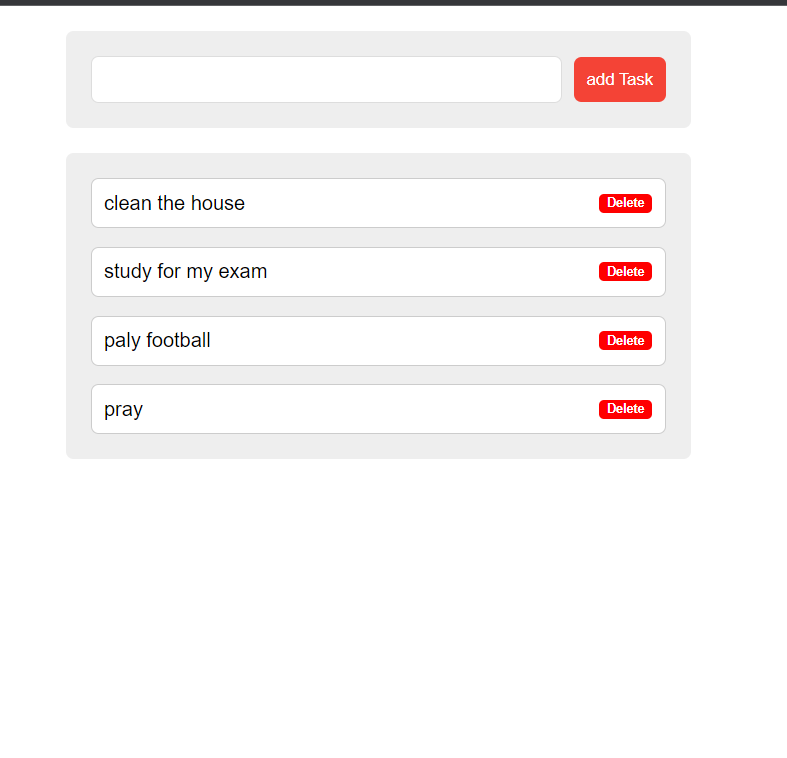 add Task
clean the house Delete
study for my exam Delete
paly football Delete
pray Delete